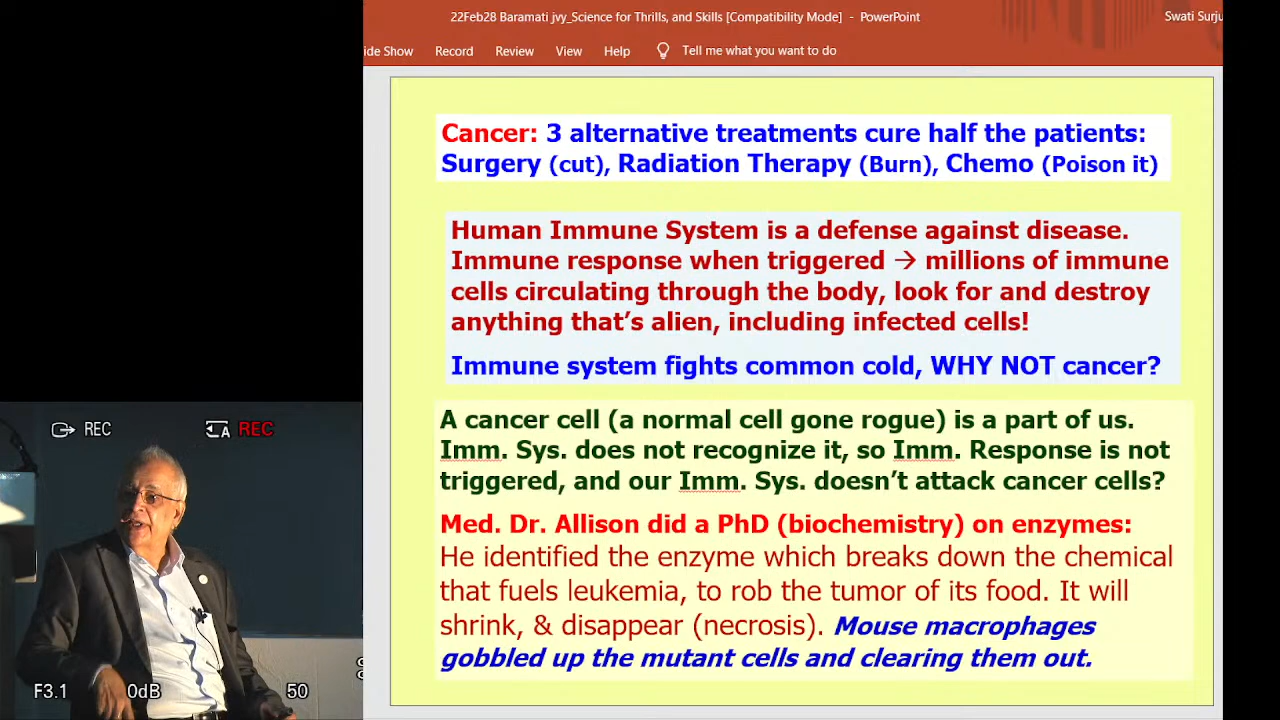 22Feb28 Baramati jvy_Science for Thrills, and Skills [Compatibility Mode] - PowerPoint
Swati Surju
ide Show Record Review View Help Tell me what you want to do
Cancer: 3 alternative treatments cure half the patients:
Surgery (cut), Radiation Therapy (Burn), Chemo (Poison it)
Human Immune System is a defense against disease.
Immune response when triggered → millions of immune
cells circulating through the body, look for and destroy
anything that’s alien, including infected cells!
Immune system fights common cold, WHY NOT cancer?
A cancer cell (a normal cell gone rogue) is a part of us.
Imm. Sys. does not recognize it, so Imm. Response is not
triggered, and our Imm. Sys. doesn’t attack cancer cells?
Med. Dr. Allison did a PhD (biochemistry) on enzymes:
He identified the enzyme which breaks down the chemical
that fuels leukemia, to rob the tumor of its food. It will
shrink, & disappear (necrosis). Mouse macrophages
gobbled up the mutant cells and clearing them out.
REC A REC
F3.1 0dB 50